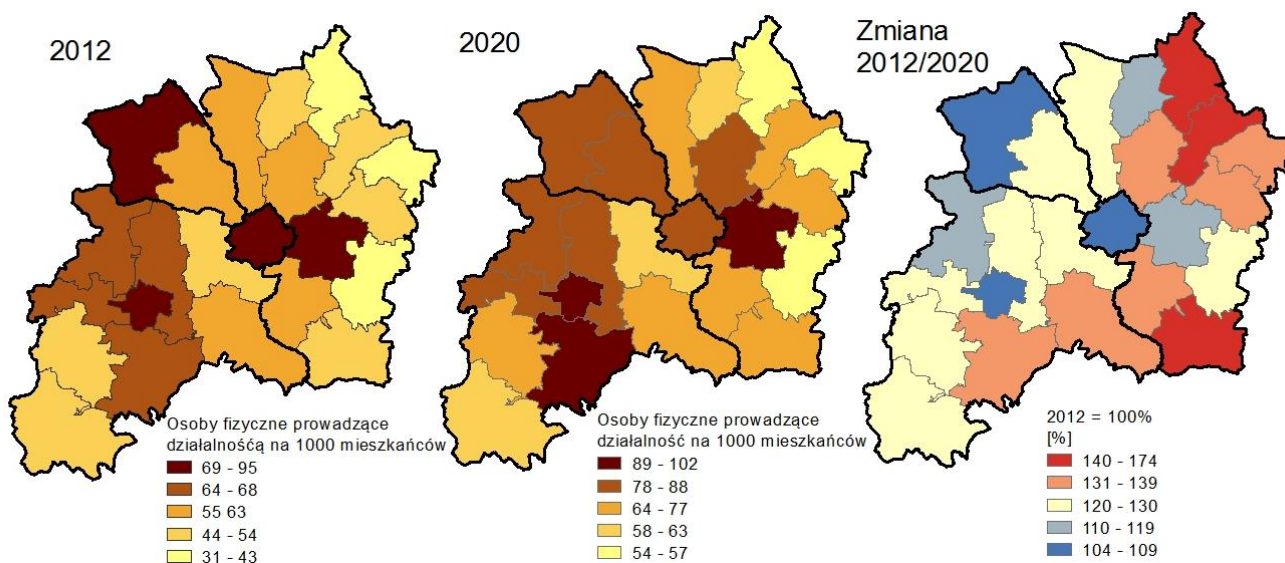 2012
2020
Zmiana
2012/2020
Osoby fizyczne prowadzące
działalnośćą na 1000 mieszkańców
69 - 95
64 - 68
55 63
44 - 54
31 - 43
Osoby fizyczne prowadzące
działalność na 1000 mieszkańców
89 - 102
78 - 88
64 - 77
58 - 63
54 - 57
2012 = 100%
[%]
140 - 174
131 - 139
120 - 130
110 - 119
104 - 109